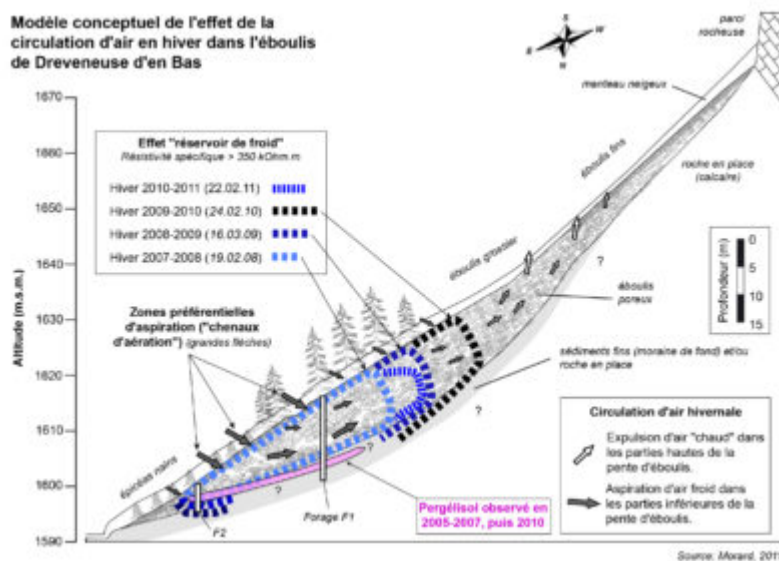 Modèle conceptuel de l'effet de la
circulation d'air en hiver dans l'éboulis
de Dreveneuse d'en Bas
S
E
W
N
paroi
rocheuse
manteau neigeux
1670
1660
1650
1640
1630
1620
1610
1600
1590
Altitude (m.s.m.)
Effet "réservoir de froid"
Résistivité spécifique > 350 kOhm.m
Hiver 2010-2011 (22.02.11)
Hiver 2009-2010 (24.02.10)
Hiver 2008-2009 (16.03.09)
Hiver 2007-2008 (19.02.08)
éboulis fins
roche en place
(calcaire)
éboulis grossier
?
éboulis
poreux
Profondeur (m)
0
5
10
15
Zones préférentielles
d'aspiration ("chenaux
d'aération") (grandes flèches)
sédiments fins (moraine de fond) et/ou
roche en place
?
épicéas nains
?
?
F2
Forage F1
Pergélisol observé en
2005-2007, puis 2010
Circulation d'air hivernale
Expulsion d'air "chaud" dans
les parties hautes de la
pente d'éboulis.
Aspiration d'air froid dans
les parties inférieures de la
pente d'éboulis.
Source: Morard, 2011